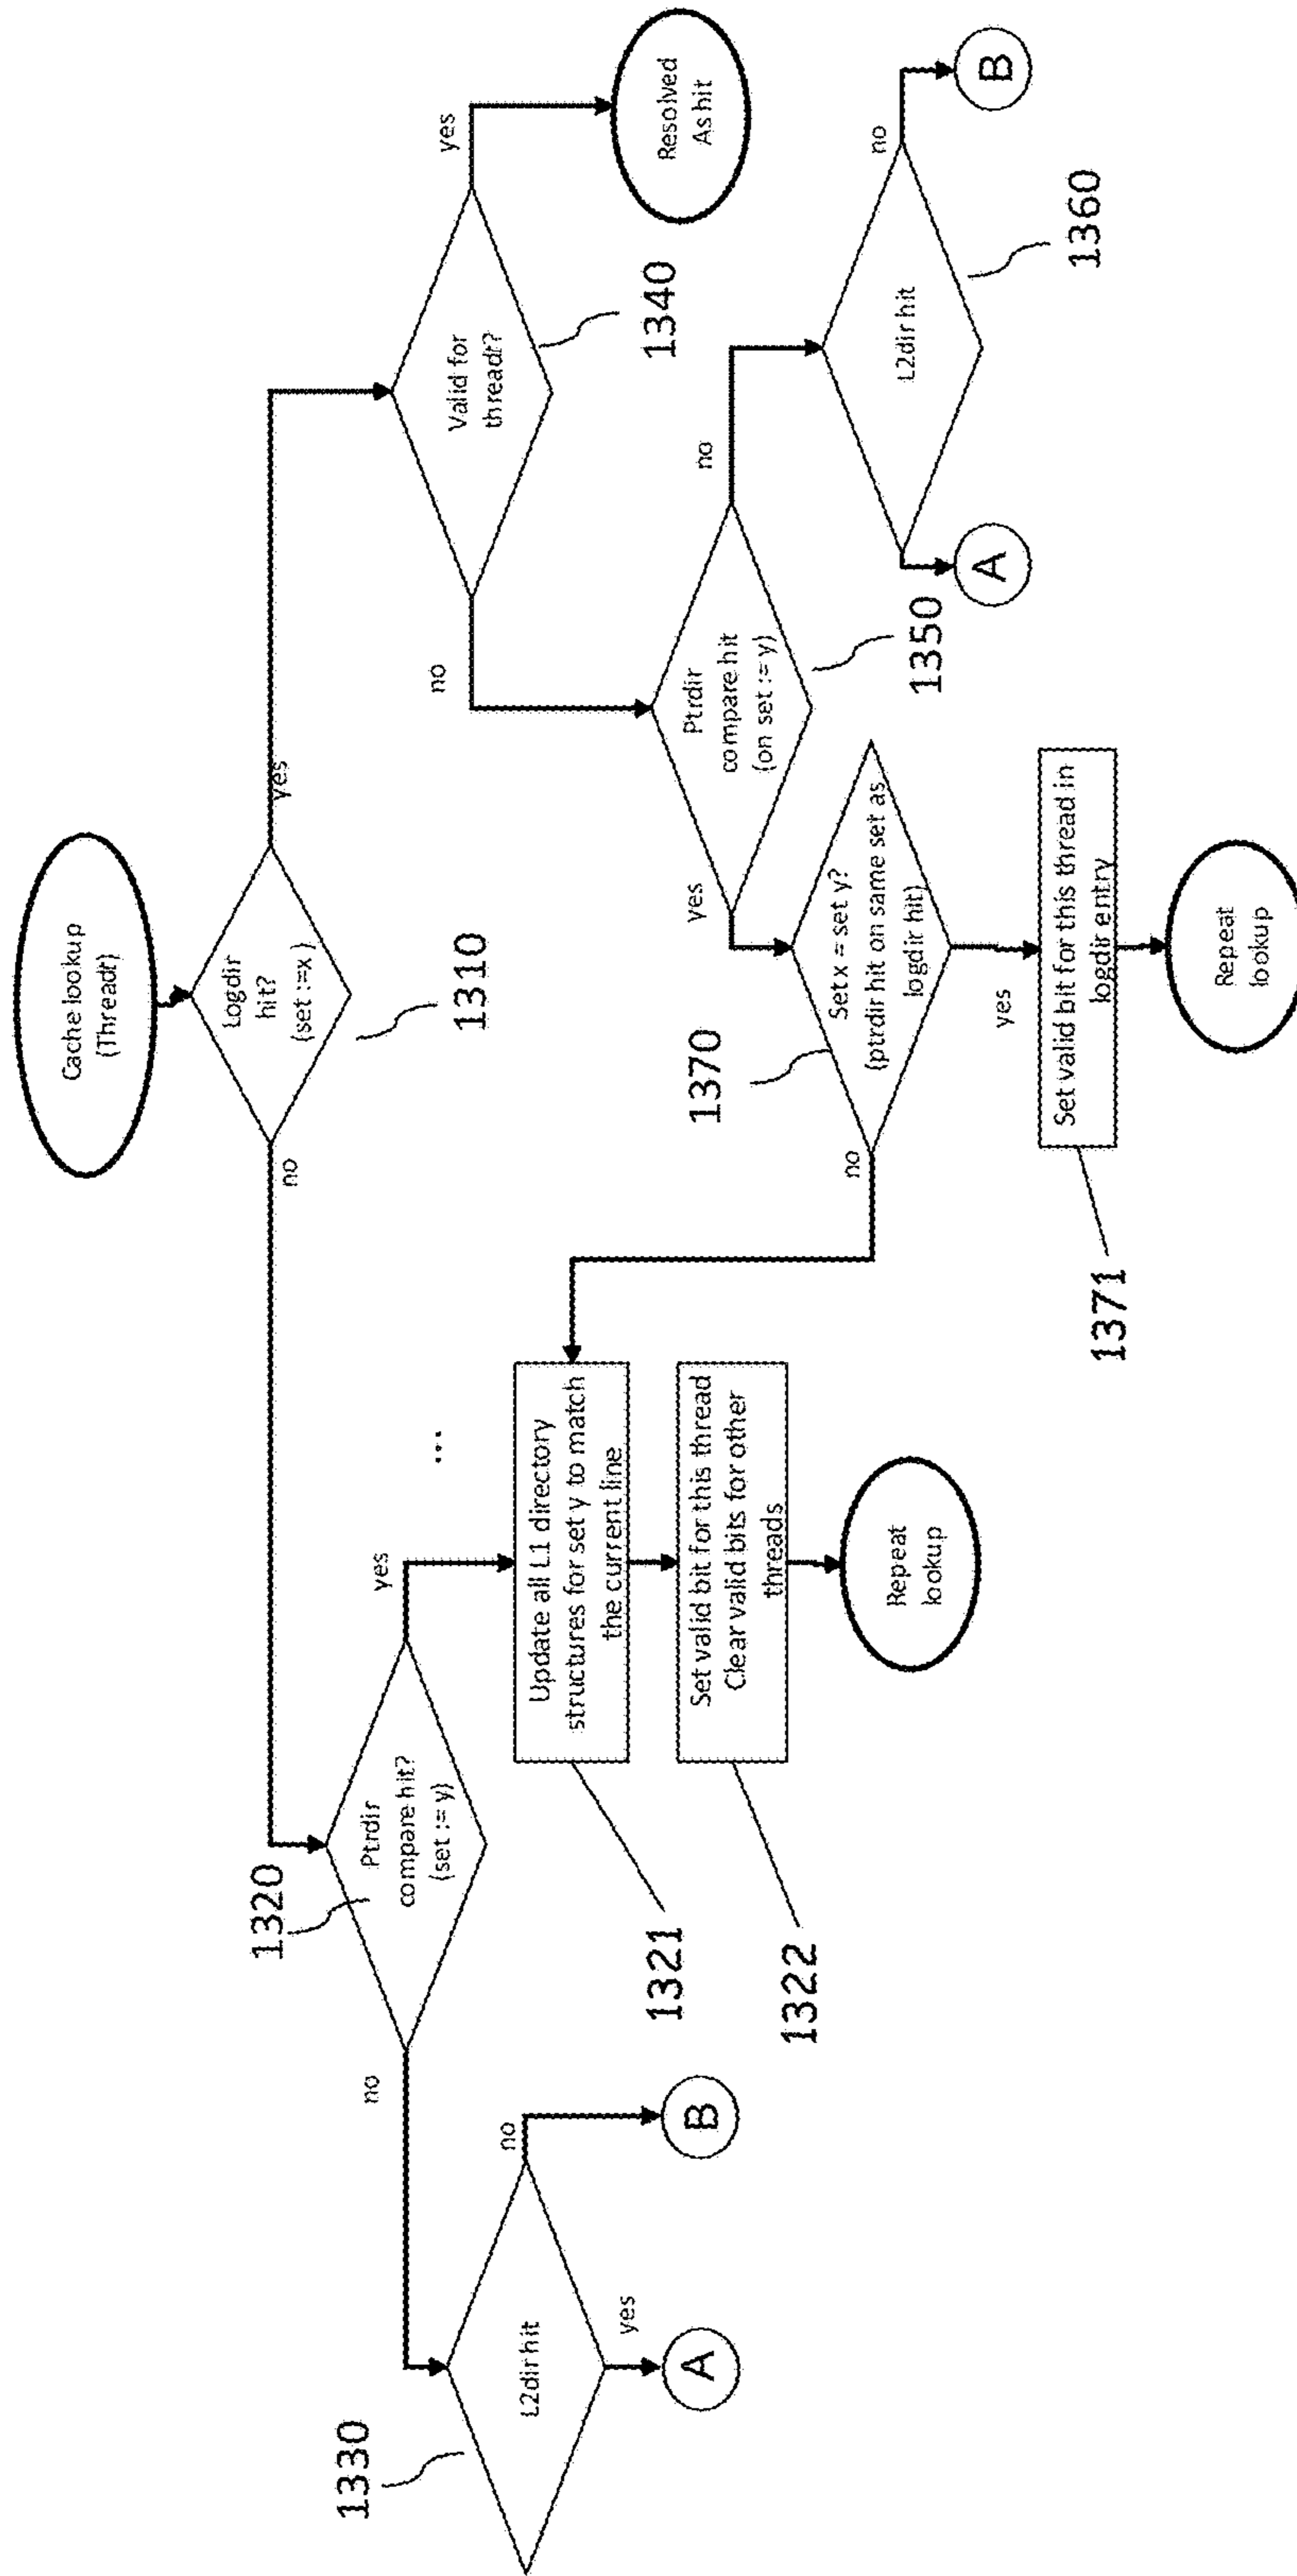 Cache lookup
(Thread t)
Logdir
hit?
(set :=x)
1310
no
yes
1320
Ptrdir
compare hit?
(set := y)
no
yes
1330
L2dir hit
no
yes
A
B
...
1321
Update all L1 directory
structures for set y to match
the current line
1322
Set valid bit for this thread
Clear valid bits for other
threads
Repeat
lookup
Valid for
thread t?
1340
yes
no
Resolved
As hit
Ptrdir
compare hit
(on set := y)
1350
yes
no
L2dir hit
1360
no
A
B
1370
Set x = set y?
(ptrdir hit on same set as
logdir hit)
no
yes
1371
Set valid bit for this thread in
logdir entry
Repeat
lookup